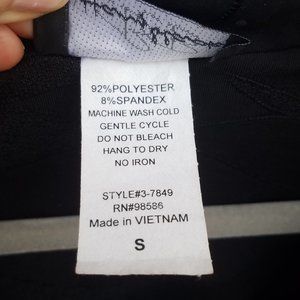 92%POLYESTER
8%SPANDEX
MACHINE WASH COLD
GENTLE CYCLE
DO NOT BLEACH
HANG TO DRY
NO IRON
STYLE#3-7849
RN#98586
Made in VIETNAM
S